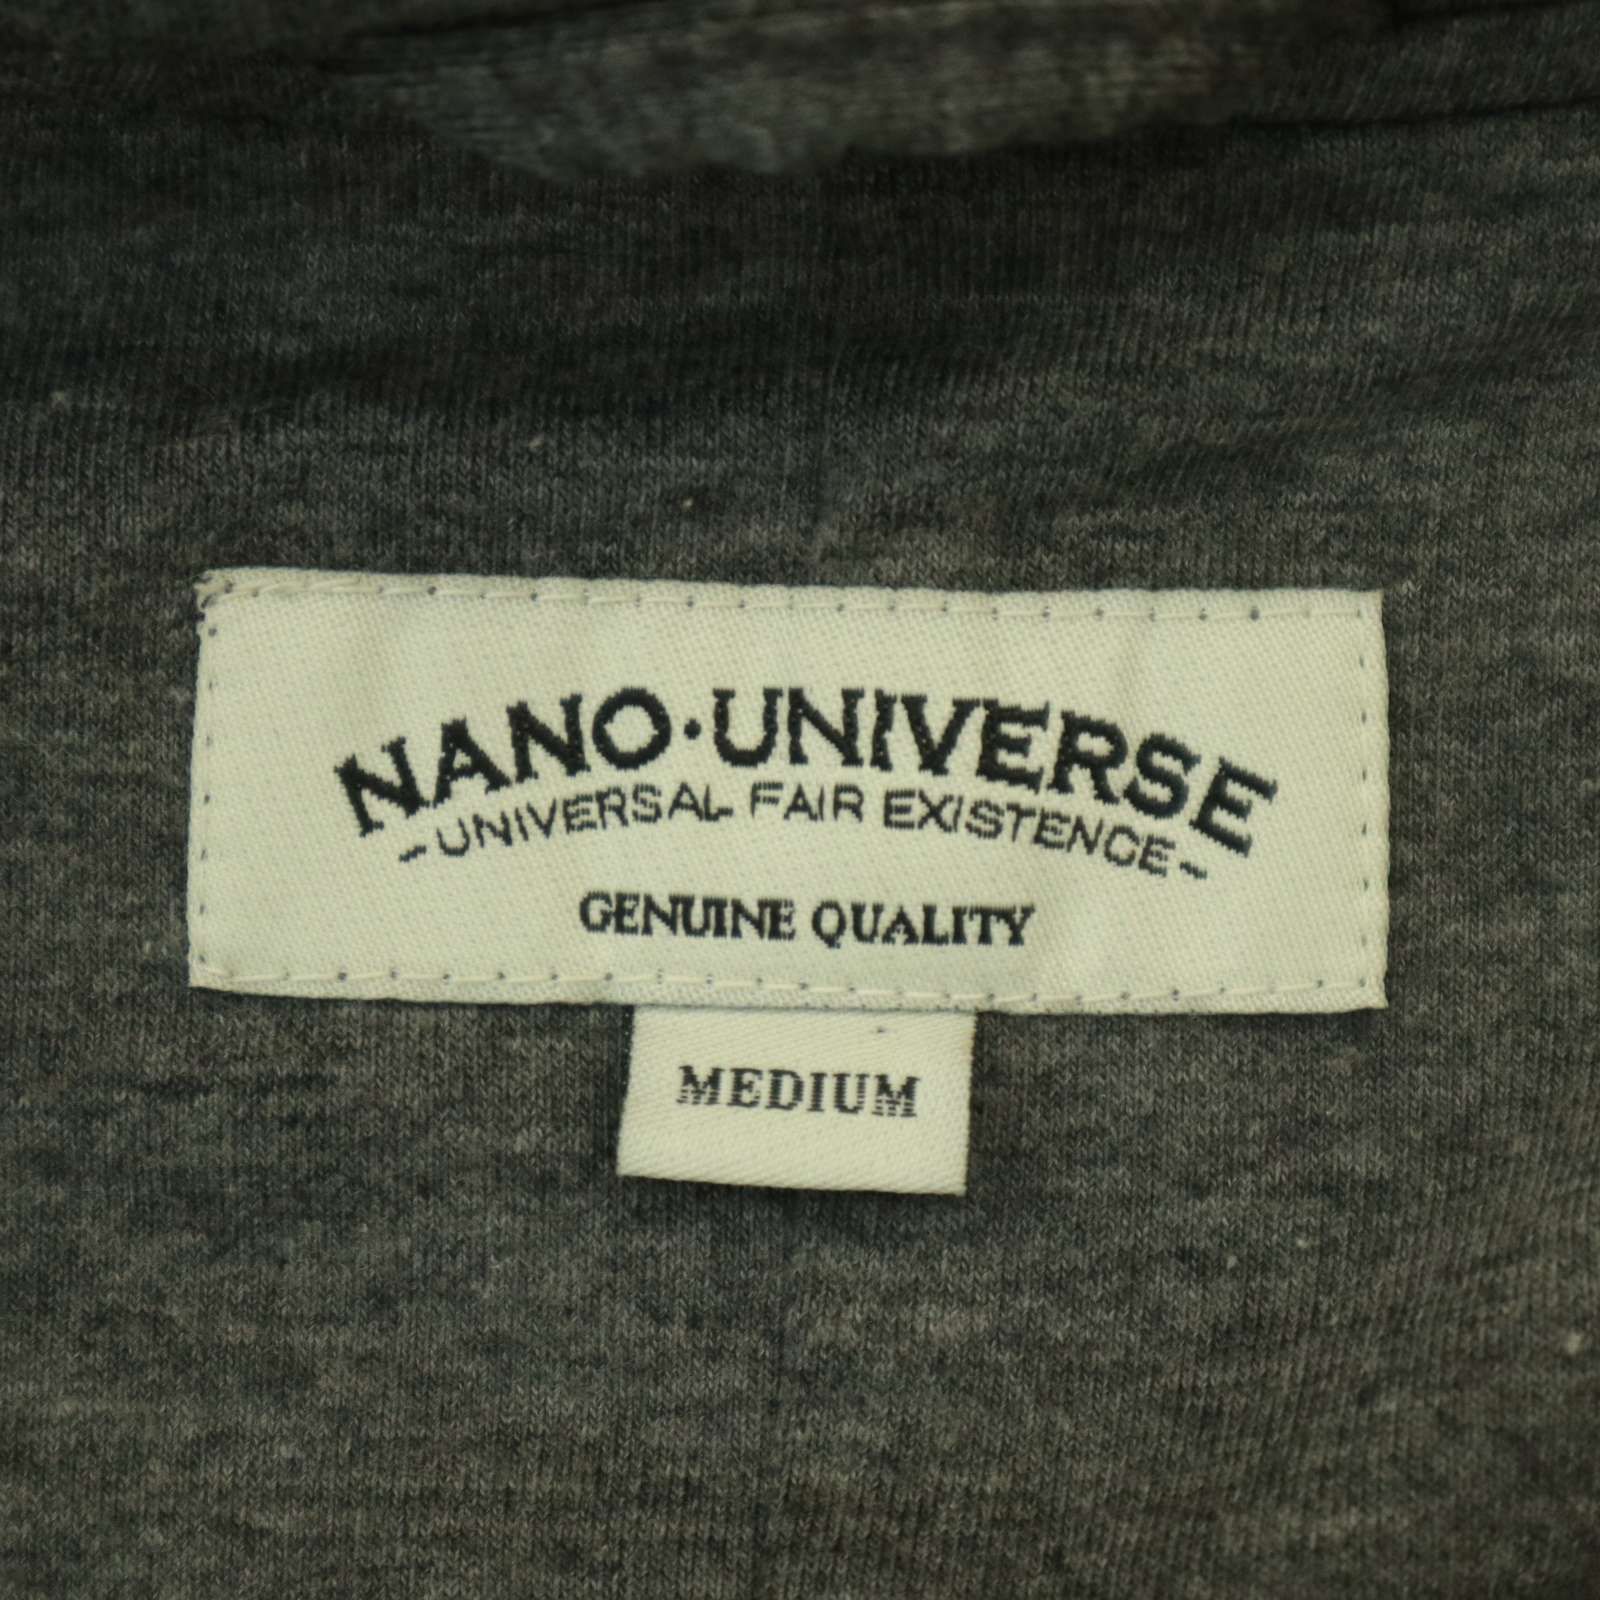 NANO·UNIVERSE
-UNIVERSAL FAIR EXISTENCE-
GENUINE QUALITY
MEDIUM